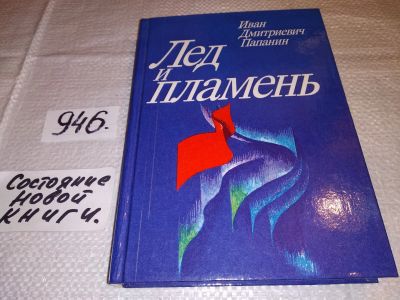 Иван
Дмитриевич
Папанин
Лед
и
пламень
946.
Состояние
Новой
книги.